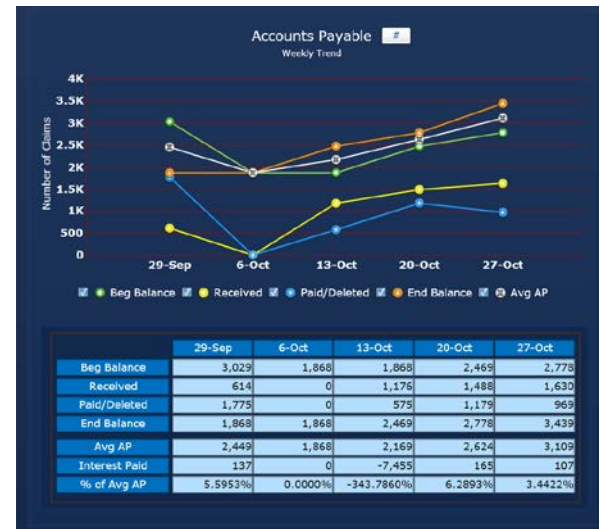 Accounts Payable #
Weekly Trend
Number of Claims
4K
3.5K
3K
2.5K
2K
1.5K
1K
500
0
29-Sep 6-Oct 13-Oct 20-Oct 27-Oct
Beg Balance Received Paid/Deleted End Balance Avg AP
29-Sep 6-Oct 13-Oct 20-Oct 27-Oct
Beg Balance 3,029 1,868 1,868 2,469 2,778
Received 614 0 1,176 1,488 1,630
Paid/Deleted 1,775 0 575 1,179 969
End Balance 1,868 1,868 2,469 2,778 3,439
Avg AP 2,449 1,868 2,169 2,624 3,109
Interest Paid 137 0 -7,455 165 107
% of Avg AP 5.5953% 0.0000% -343.7860% 6.2893% 3.4422%